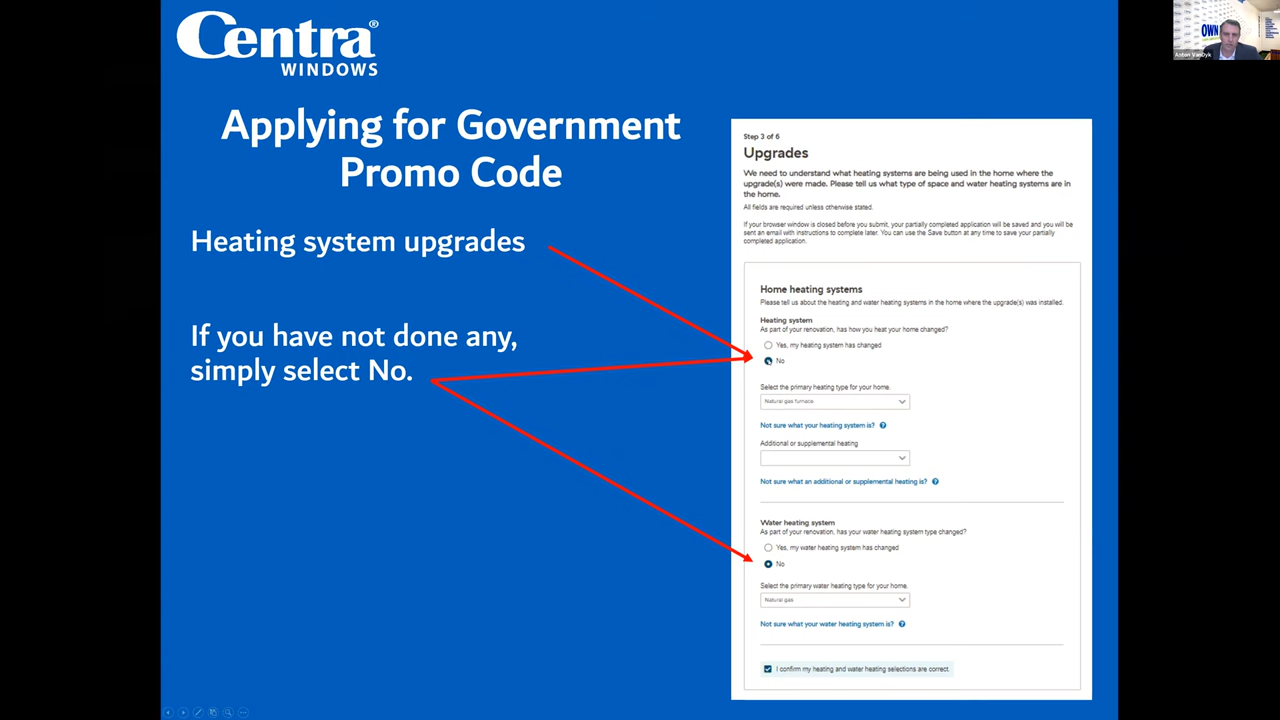 Centra®
WINDOWS
Applying for Government
Promo Code
Heating system upgrades
If you have not done any,
simply select No.
Step 3 of 6
Upgrades
We need to understand what heating systems are being used in the home where the
upgrade(s) were made. Please tell us what type of space and water heating systems are in
the home.
All fields are required unless otherwise stated.
If your browser window is closed before you submit, your partially completed application will be saved and you will be
sent an email with instructions to complete later. You can use the Save button at any time to save your partially
completed application.
Home heating systems
Please tell us about the heating and water heating systems in the home where the upgrade(s) was installed.
Heating system
As part of your renovation, has how you heat your home changed?
Yes, my heating system has changed
No
Select the primary heating type for your home.
Natural gas furnace
Not sure what your heating system is? ?
Additional or supplemental heating
Not sure what an additional or supplemental heating is? ?
Water heating system
As part of your renovation, has your water heating system type changed?
Yes, my water heating system has changed
No
Select the primary water heating type for your home.
Natural gas
Not sure what your water heating system is? ?
I confirm my heating and water heating selections are correct.
OWN
Anton VanDyk